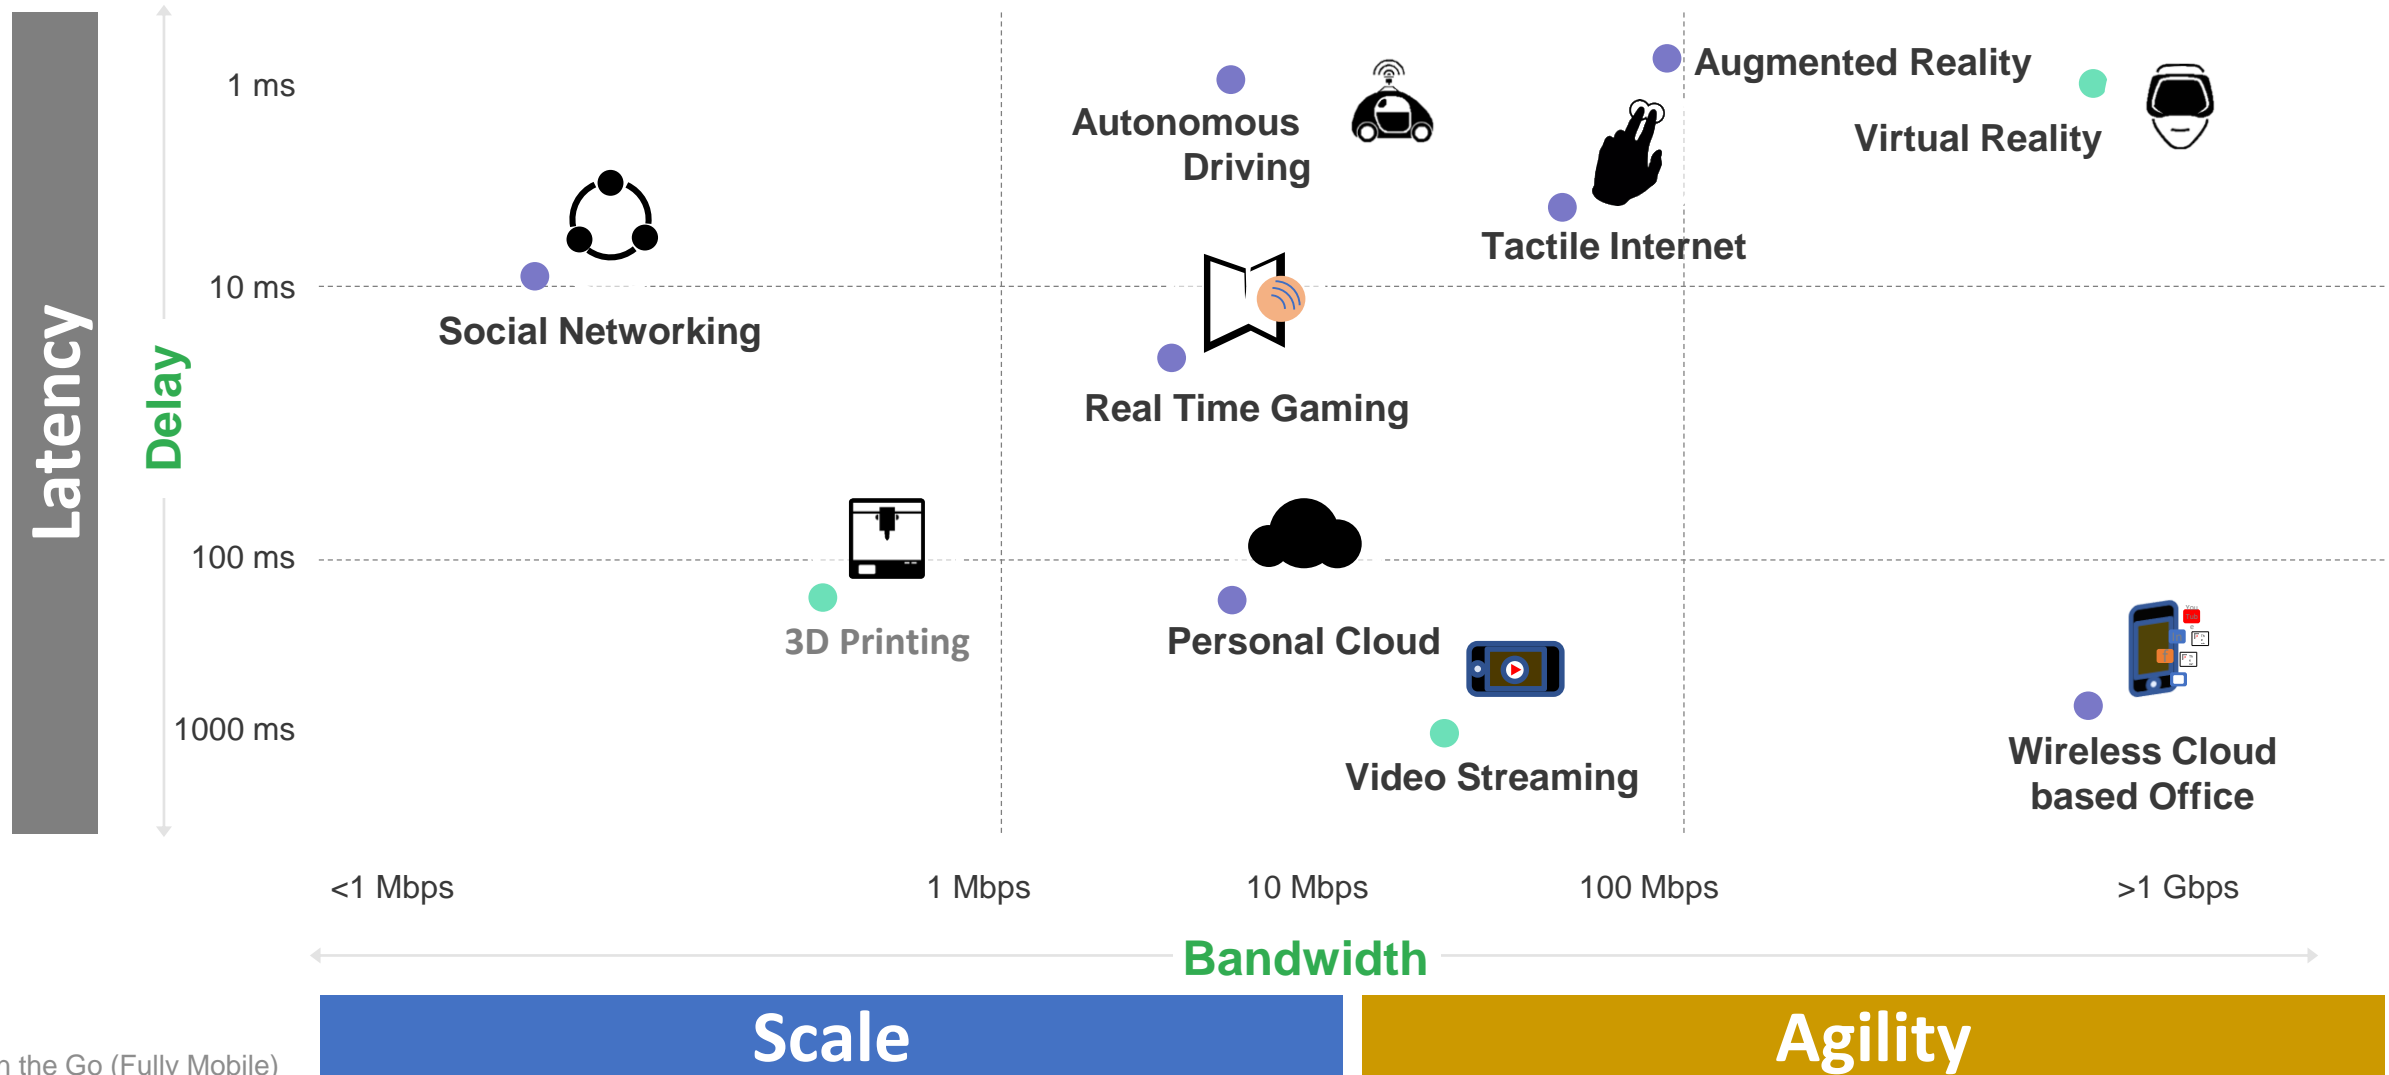 Latency
Delay
1 ms
10 ms
100 ms
1000 ms
Augmented Reality
Autonomous
Driving
Virtual Reality
Tactile Internet
Social Networking
Real Time Gaming
3D Printing
Personal Cloud
Video Streaming
Wireless Cloud
based Office
<1 Mbps
1 Mbps
10 Mbps
100 Mbps
>1 Gbps
Bandwidth
Scale
Agility
the Go (Fully Mobile)